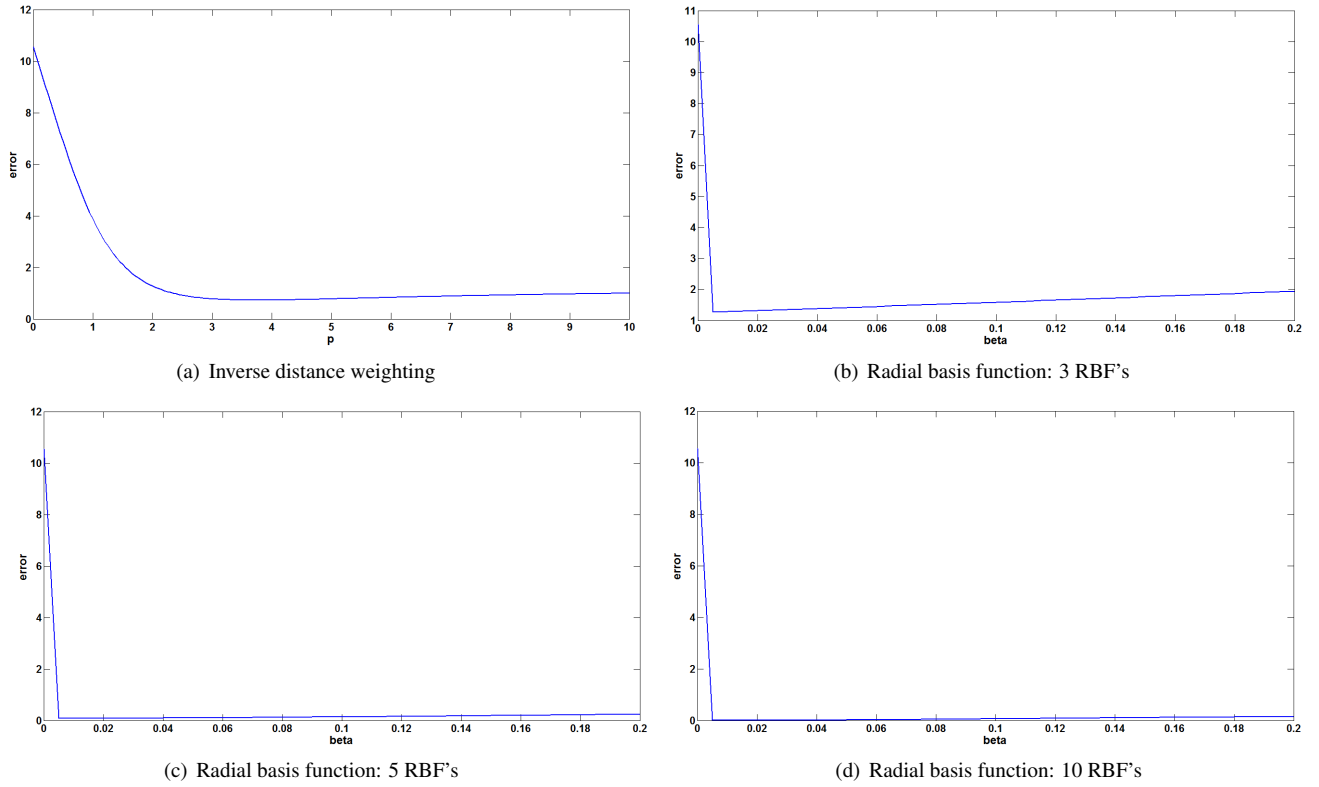 12
10
8
6
4
2
0
error
0 1 2 3 4 5 6 7 8 9 10
p
(a) Inverse distance weighting
11
10
9
8
7
6
5
4
3
2
1
error
0 0.02 0.04 0.06 0.08 0.1 0.12 0.14 0.16 0.18 0.2
beta
(b) Radial basis function: 3 RBF's
12
10
8
6
4
2
0
error
0 0.02 0.04 0.06 0.08 0.1 0.12 0.14 0.16 0.18 0.2
beta
(c) Radial basis function: 5 RBF's
12
10
8
6
4
2
0
error
0 0.02 0.04 0.06 0.08 0.1 0.12 0.14 0.16 0.18 0.2
beta
(d) Radial basis function: 10 RBF's